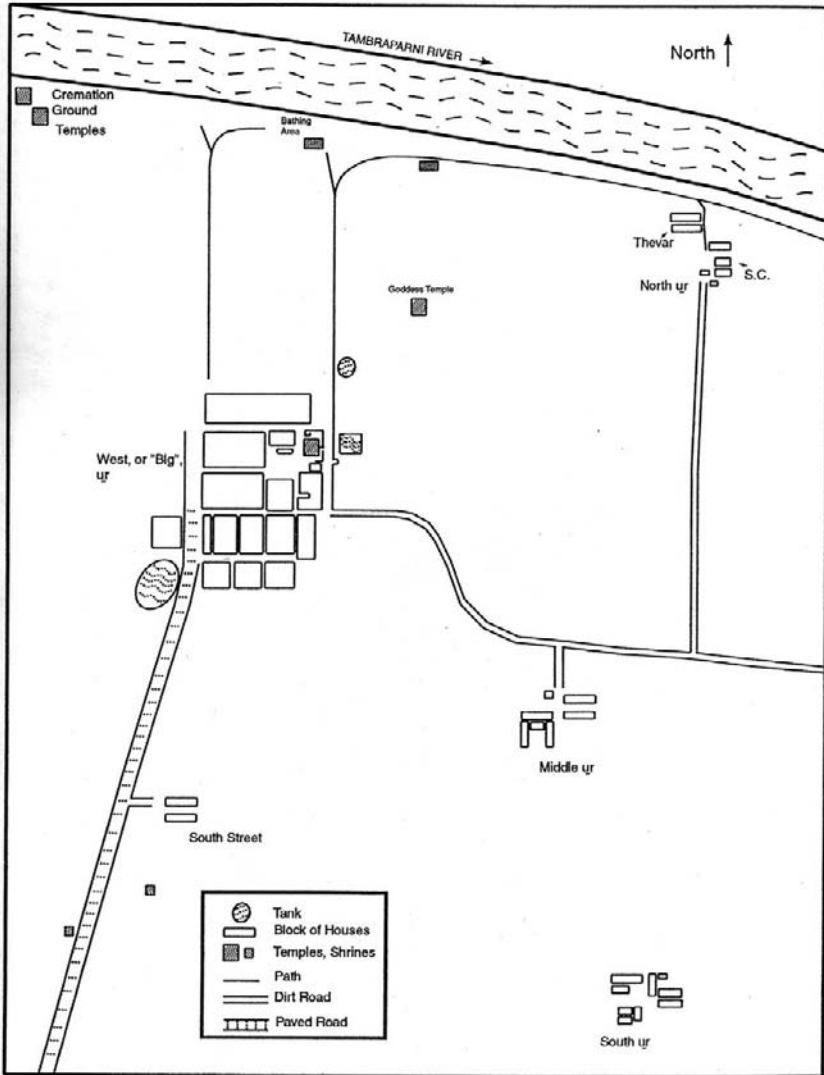 TAMBRAPARNI RIVER
North
Cremation
Ground
Temples
Bathing
Area
Thevar
S.C.
North ur
Goddess Temple
West, or "Big",
ur
Middle ur
South Street
Tank
Block of Houses
Temples, Shrines
Path
Dirt Road
Paved Road
South ur